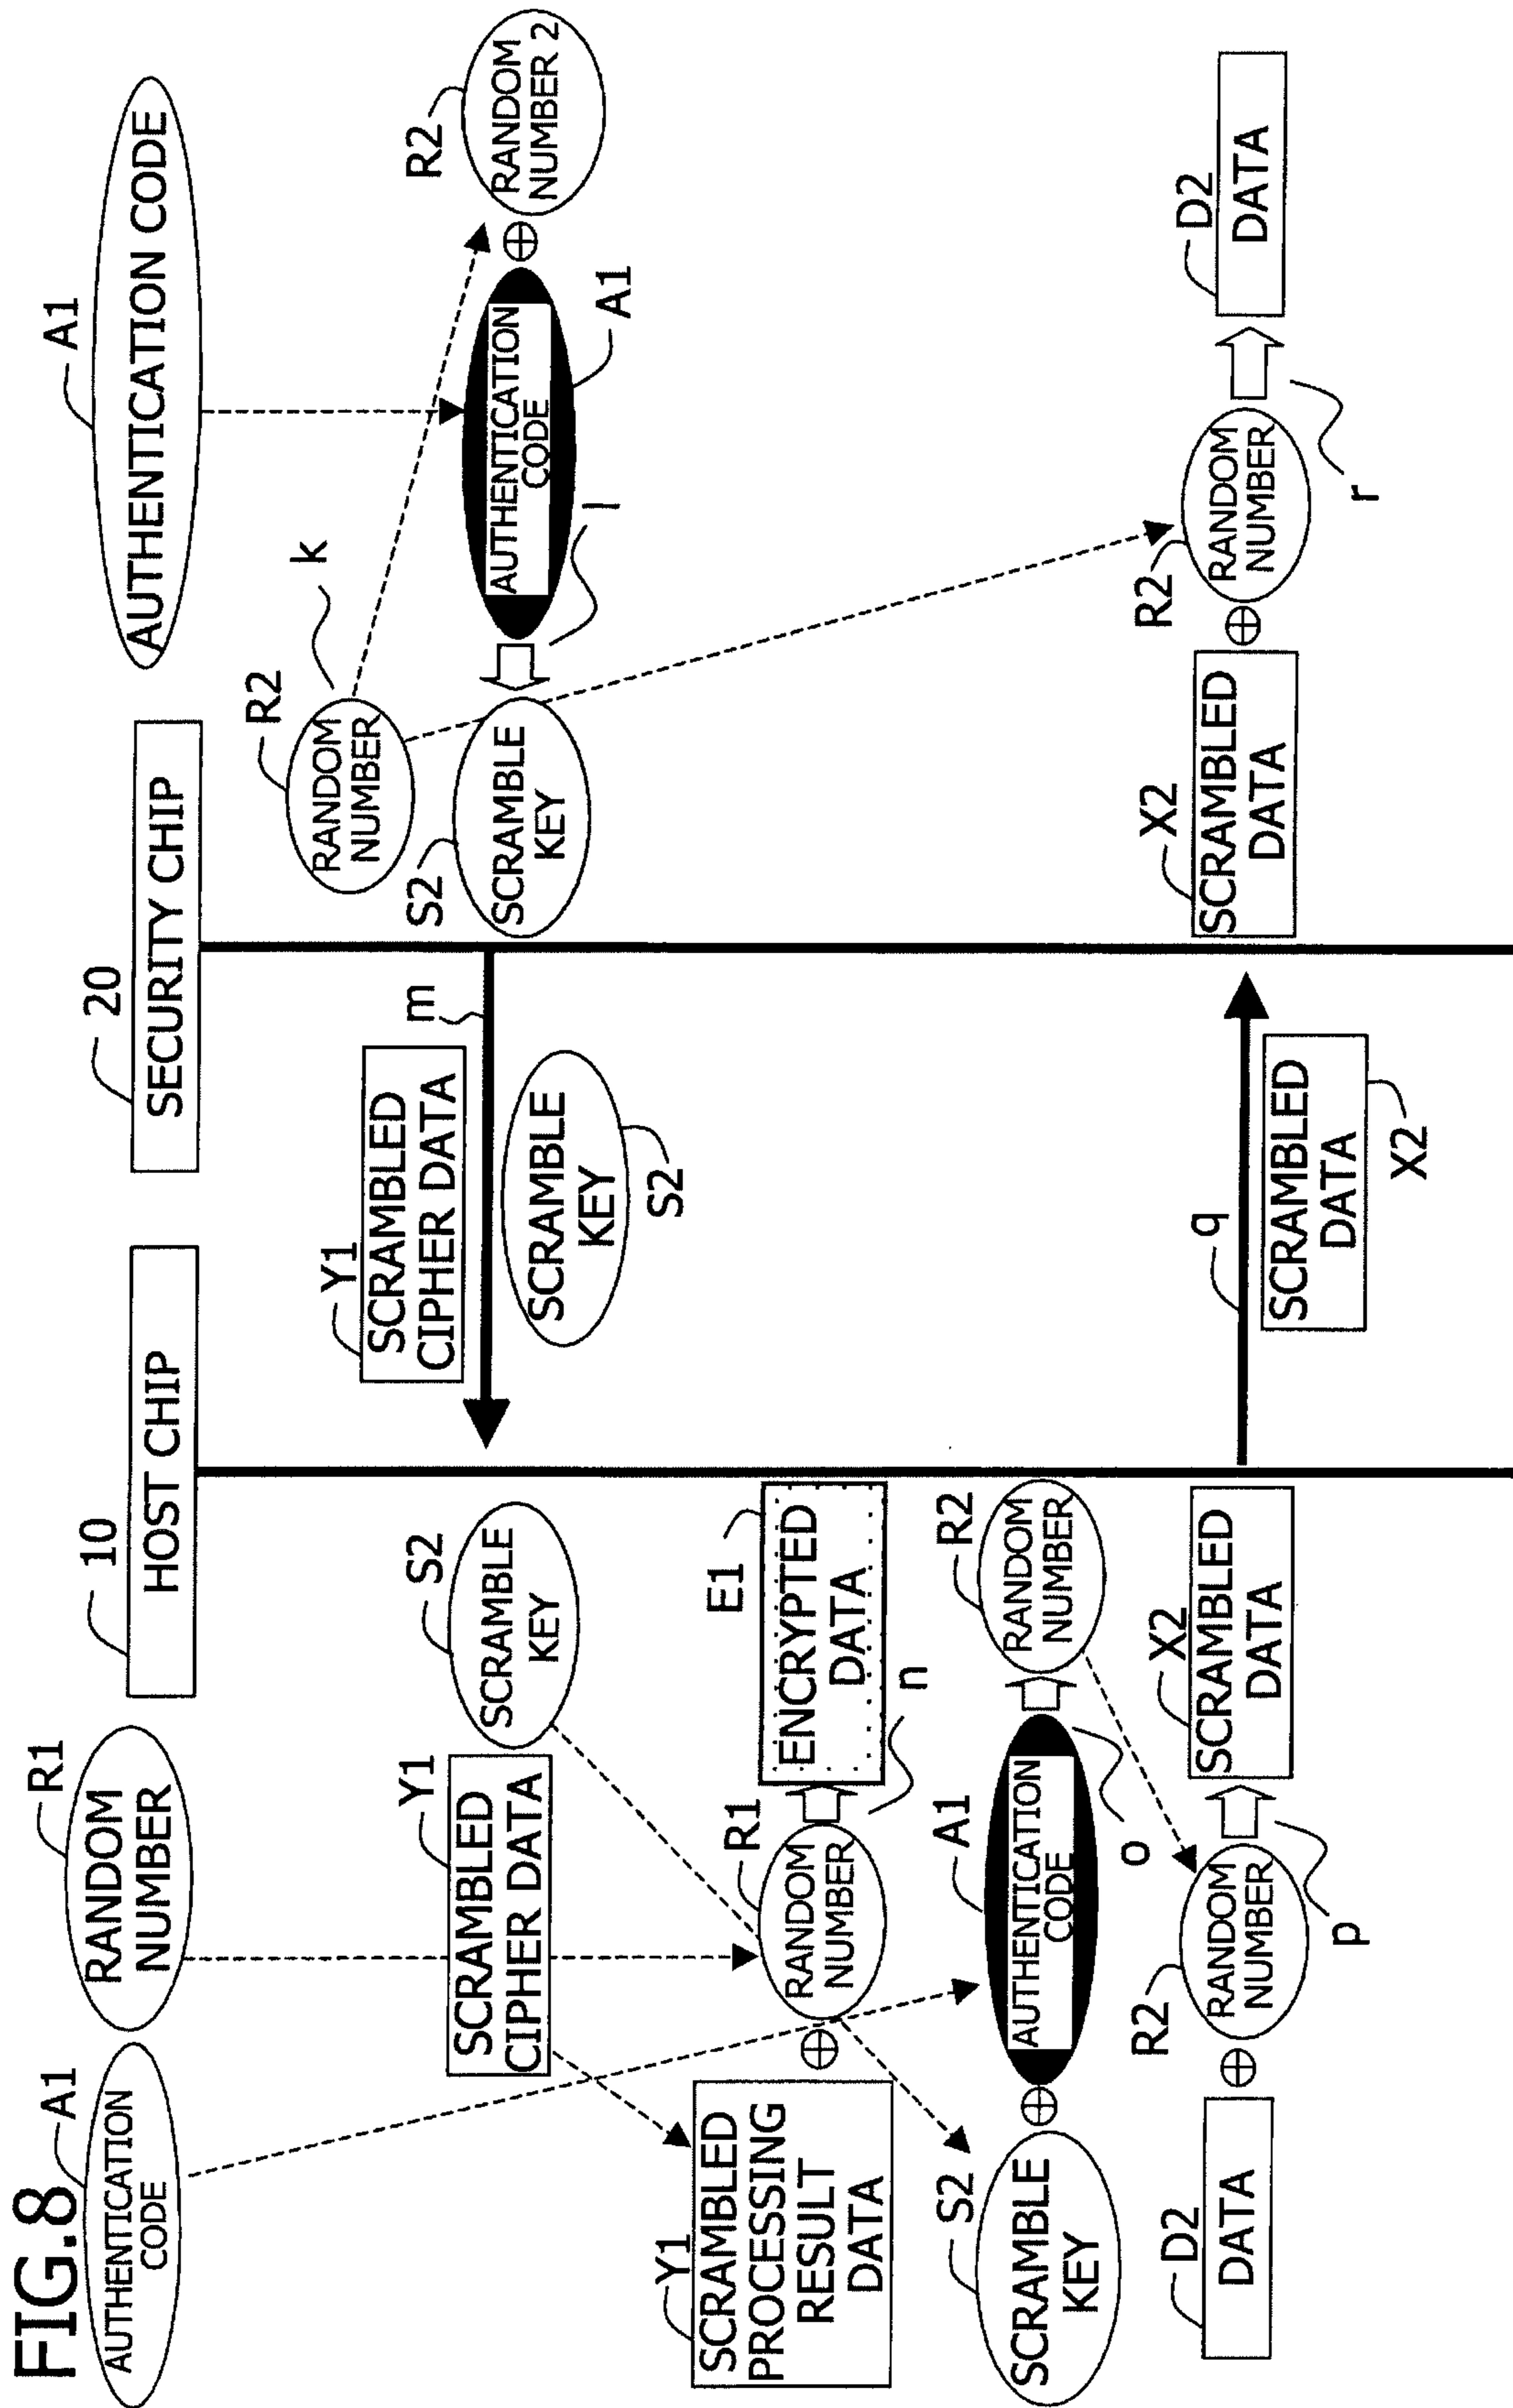 FIG.8
A1
AUTHENTICATION
CODE
R1
RANDOM
NUMBER
10
HOST CHIP
20
SECURITY CHIP
A1
AUTHENTICATION CODE
R2
RANDOM
NUMBER
k
Y1
SCRAMBLED
CIPHER DATA
S2
SCRAMBLE
KEY
Y1
SCRAMBLED
CIPHER DATA
m
SCRAMBLE
KEY
S2
S2
SCRAMBLE
KEY
l
AUTHENTICATION
CODE
A1
R2
RANDOM
NUMBER 2
Y1
SCRAMBLED
PROCESSING
RESULT
DATA
R1
RANDOM
NUMBER
n
E1
ENCRYPTED
DATA
S2
SCRAMBLE
KEY
A1
AUTHENTICATION
CODE
o
R2
RANDOM
NUMBER
D2
DATA
R2
RANDOM
NUMBER
p
X2
SCRAMBLED
DATA
q
SCRAMBLED
DATA
X2
X2
SCRAMBLED
DATA
R2
RANDOM
NUMBER
r
D2
DATA